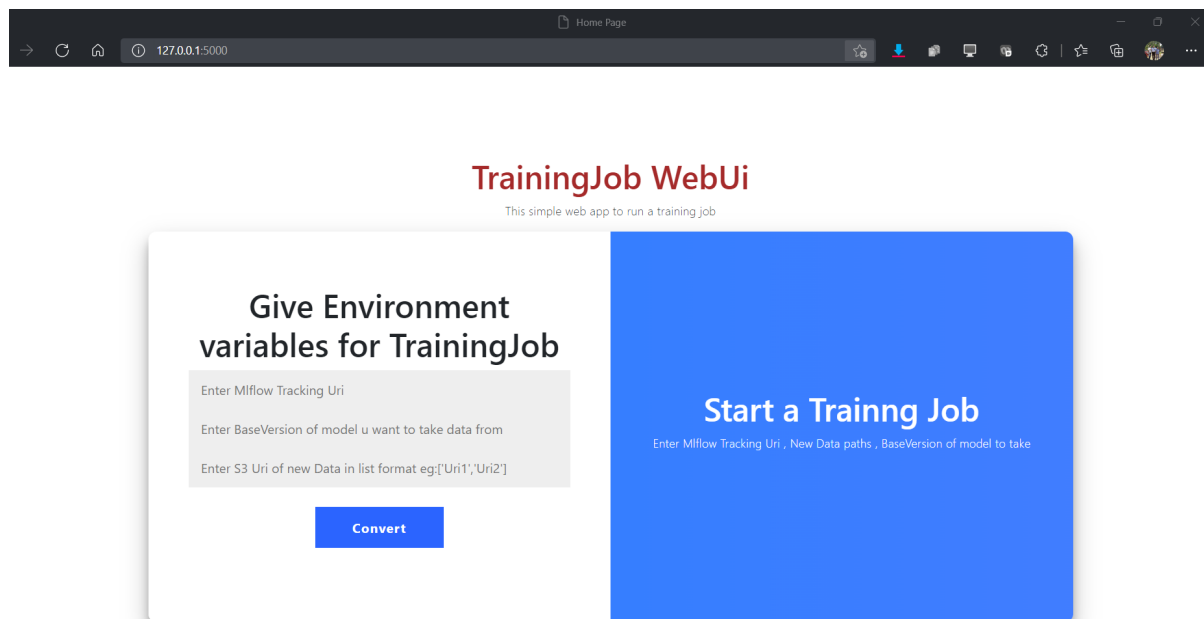 Home Page
127.0.0.1:5000
TrainingJob WebUi
This simple web app to run a training job
Give Environment
variables for TrainingJob
Enter Mlflow Tracking Uri
Enter BaseVersion of model u want to take data from
Enter S3 Uri of new Data in list format eg:['Uri1','Uri2']
Convert
Start a Trainng Job
Enter Mlflow Tracking Uri , New Data paths , BaseVersion of model to take